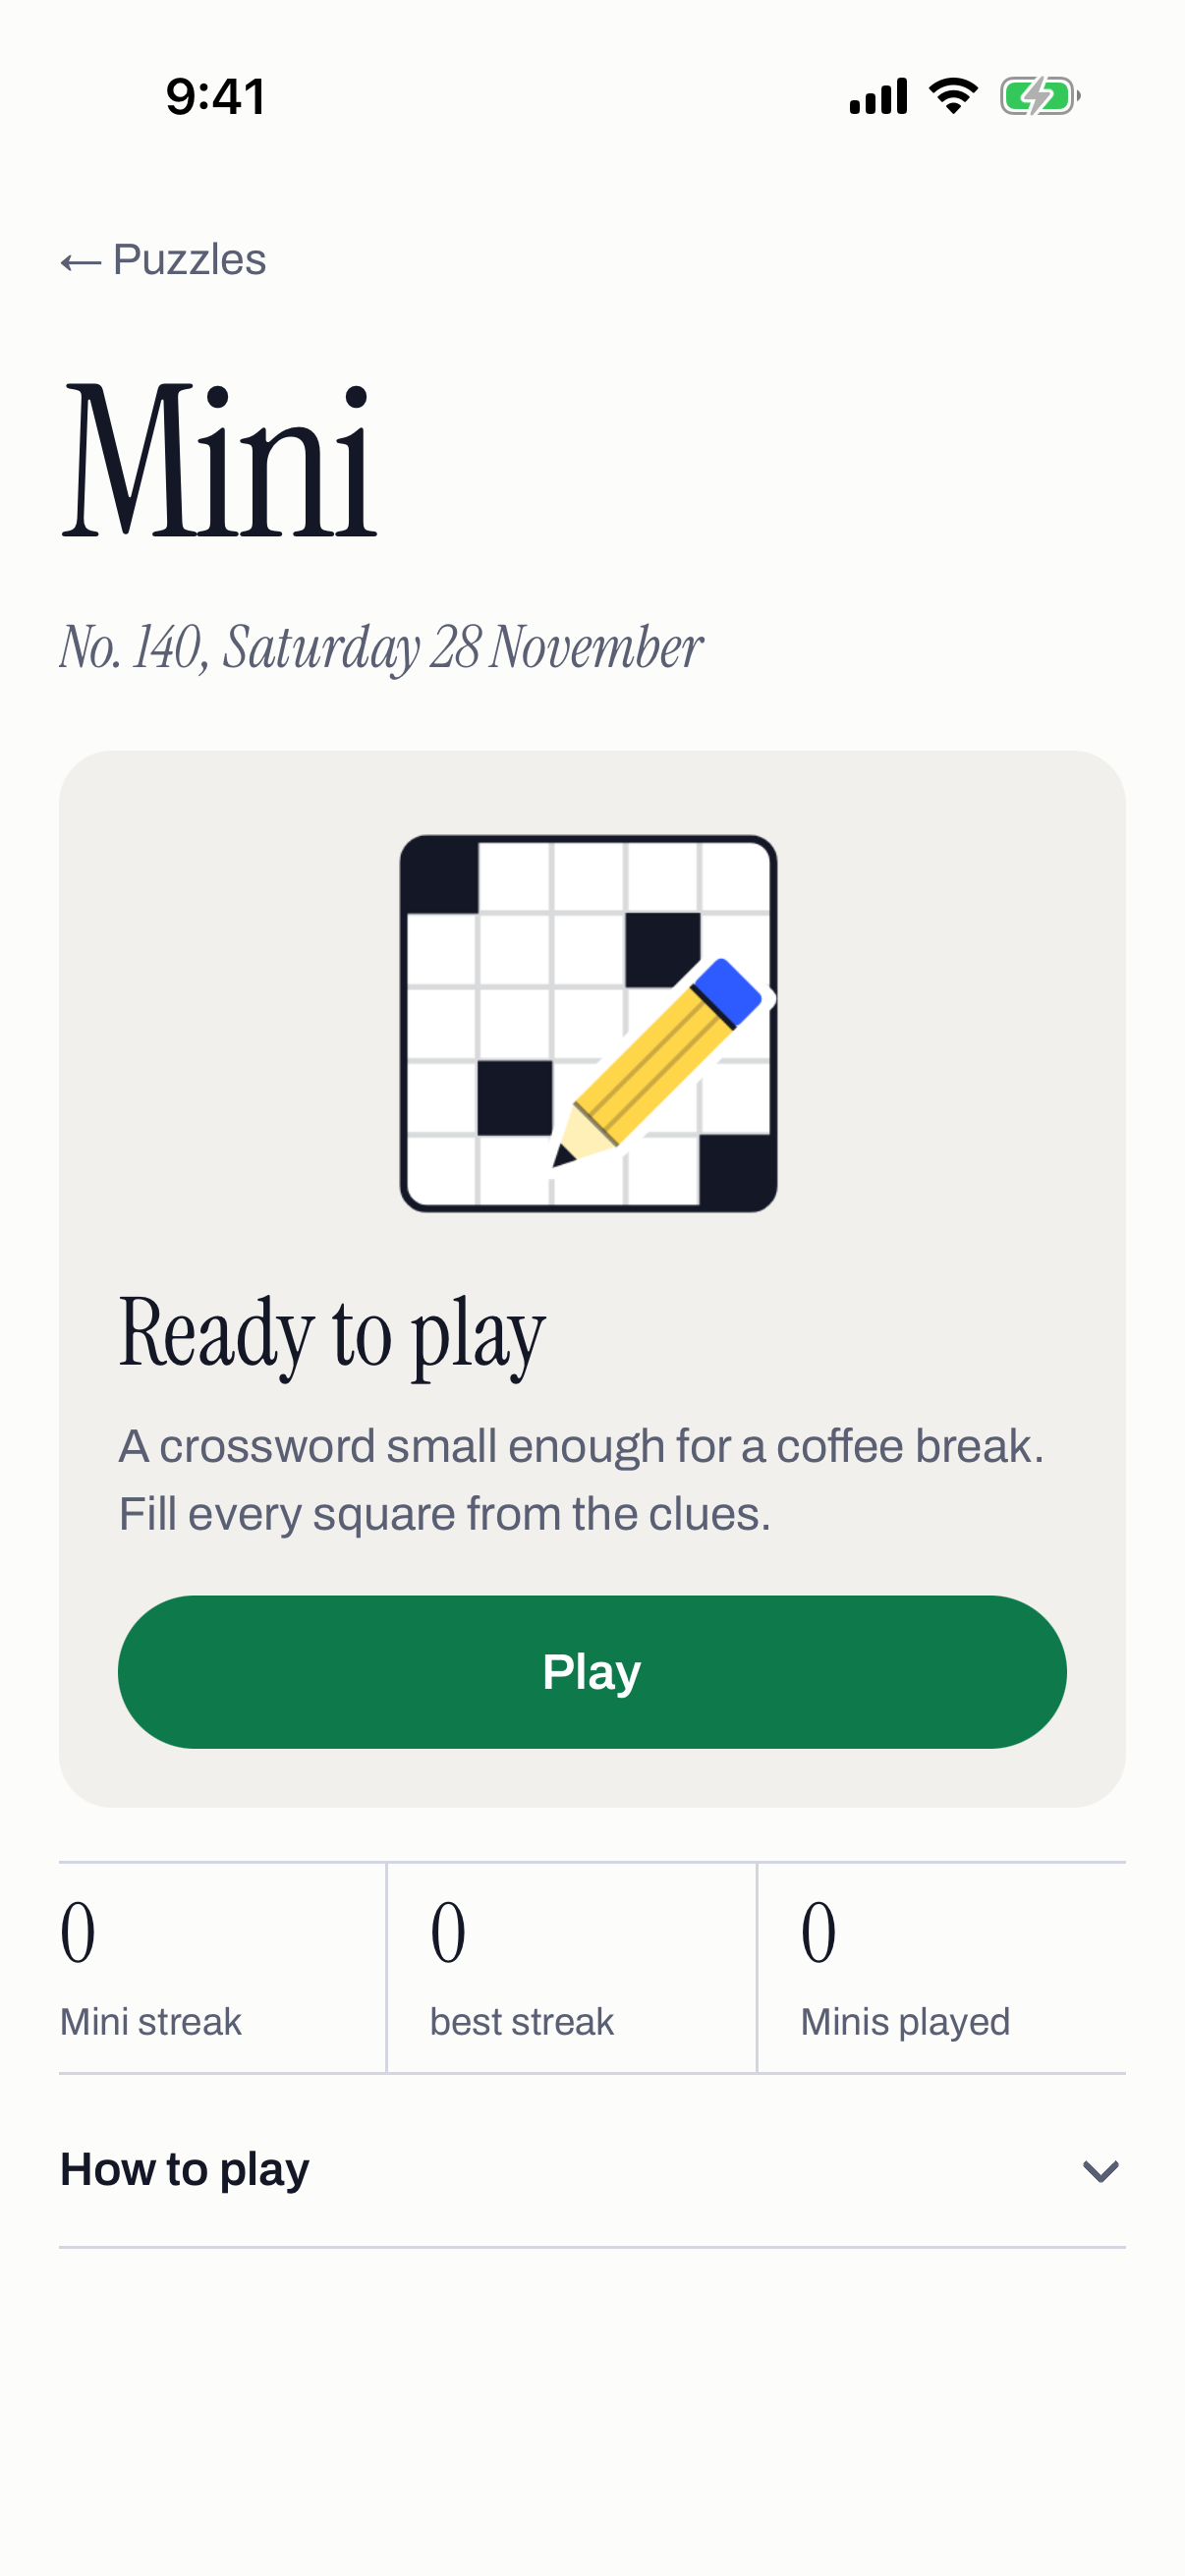 9:41
← Puzzles
Mini
No. 140, Saturday 28 November
Ready to play
A crossword small enough for a coffee break.
Fill every square from the clues.
Play
0
Mini streak
0
best streak
0
Minis played
How to play